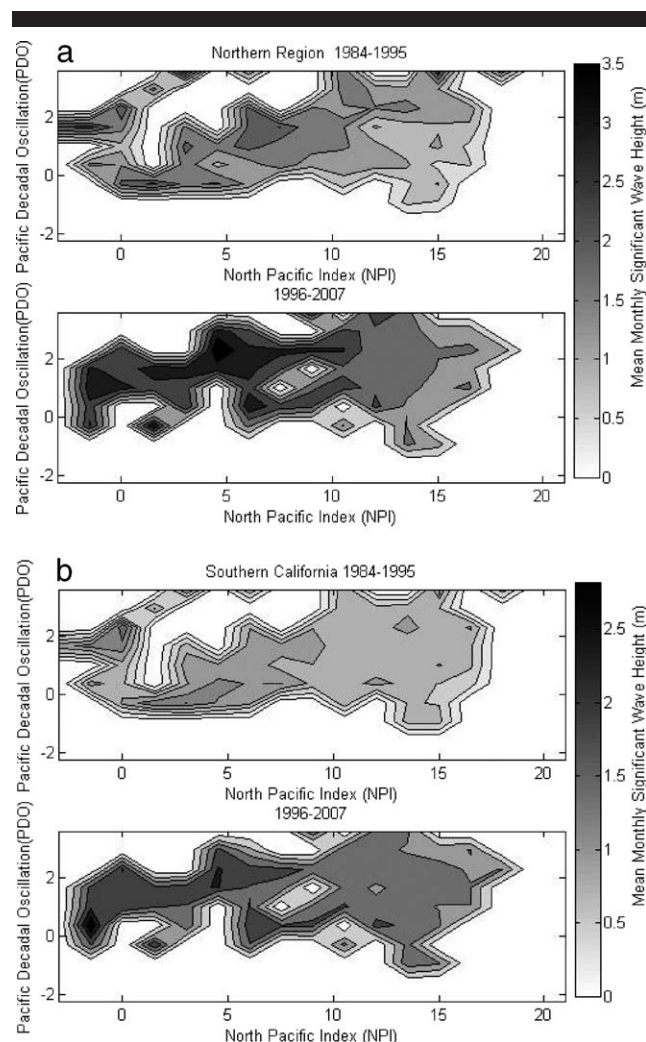 a
Northern Region 1984-1995
Pacific Decadal Oscillation(PDO)
2
0
-2
0 5 10 15 20
North Pacific Index (NPI)
1996-2007
Pacific Decadal Oscillation(PDO)
2
0
-2
0 5 10 15 20
North Pacific Index (NPI)
3.5
3
2.5
2
1.5
1
0.5
0
Mean Monthly Significant Wave Height (m)
b
Southern California 1984-1995
Pacific Decadal Oscillation(PDO)
2
0
-2
0 5 10 15 20
North Pacific Index (NPI)
1996-2007
Pacific Decadal Oscillation(PDO)
2
0
-2
0 5 10 15 20
North Pacific Index (NPI)
2.5
2
1.5
1
0.5
0
Mean Monthly Significant Wave Height (m)